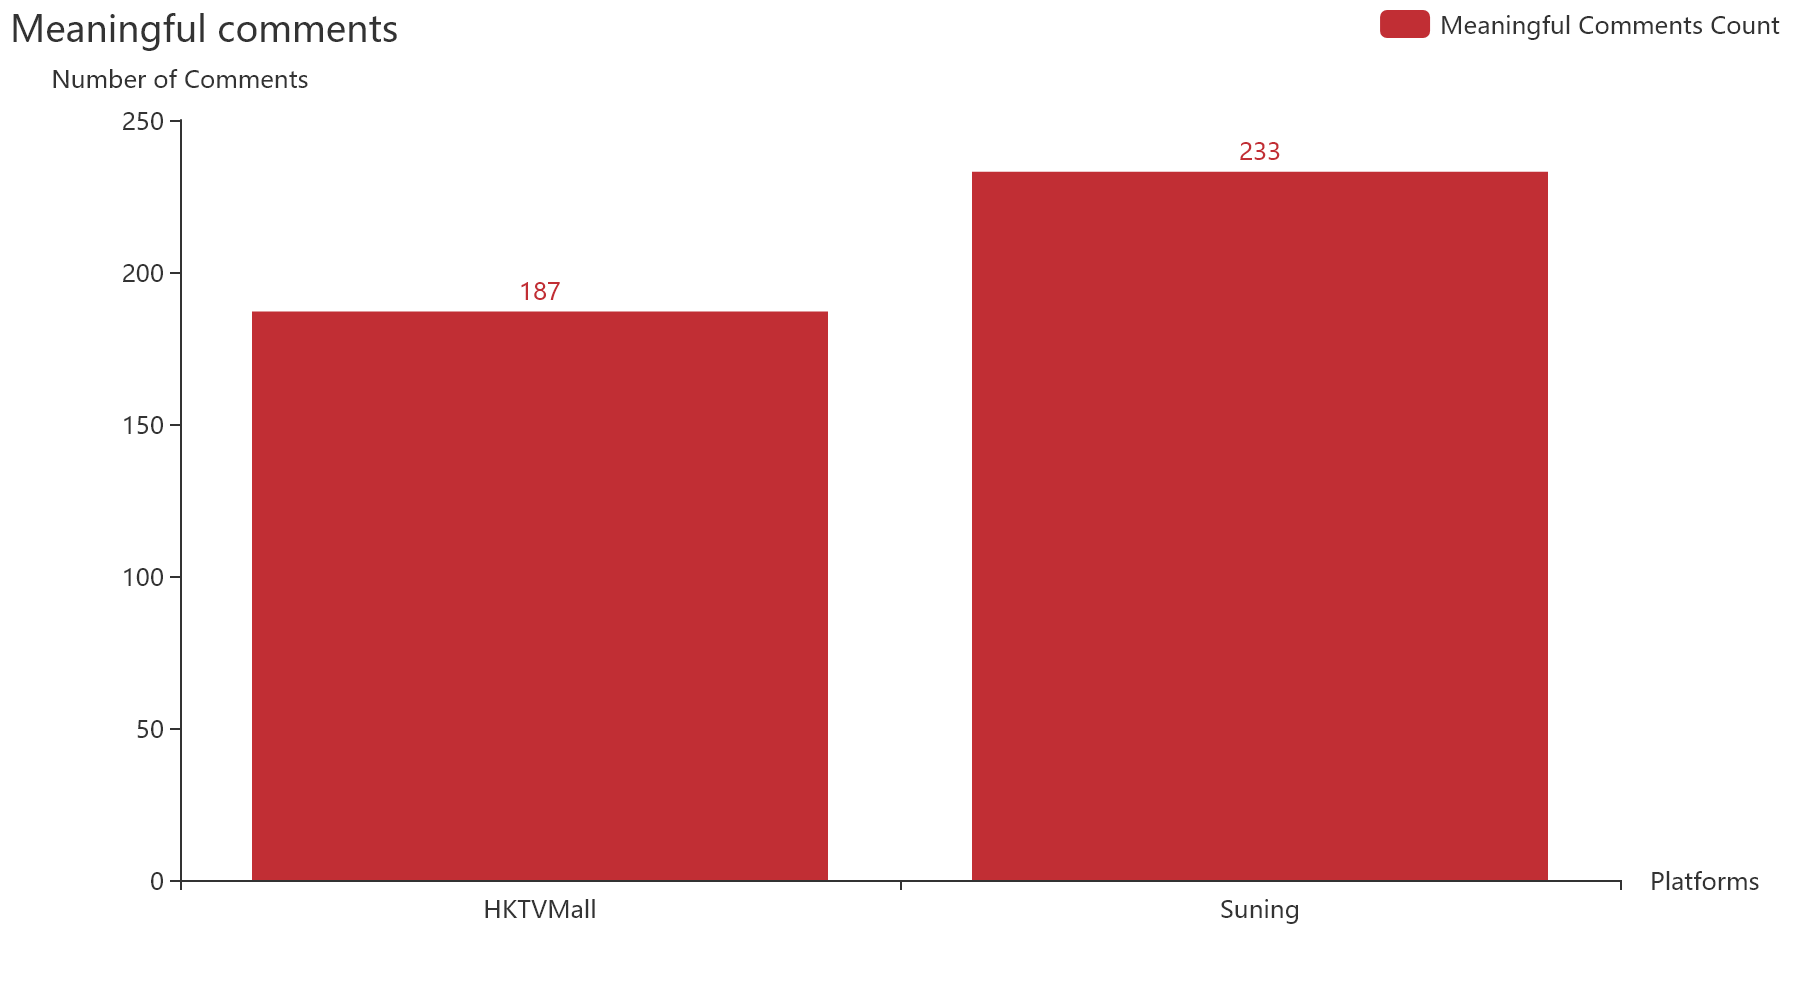 Meaningful comments
Meaningful Comments Count
Number of Comments
250
200
150
100
50
0
187
233
HKTVMall
Suning
Platforms